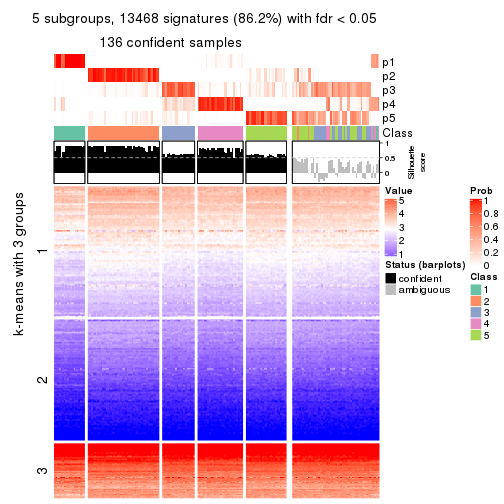 5 subgroups, 13468 signatures (86.2%) with fdr < 0.05
136 confident samples
p1
p2
p3
p4
p5
Class
1
0.5
0
Silhouette
score
k-means with 3 groups
1
2
3
Value
5
4
3
2
1
Status (barplots)
confident
ambiguous
Prob
1
0.8
0.6
0.4
0.2
0
Class
1
2
3
4
5